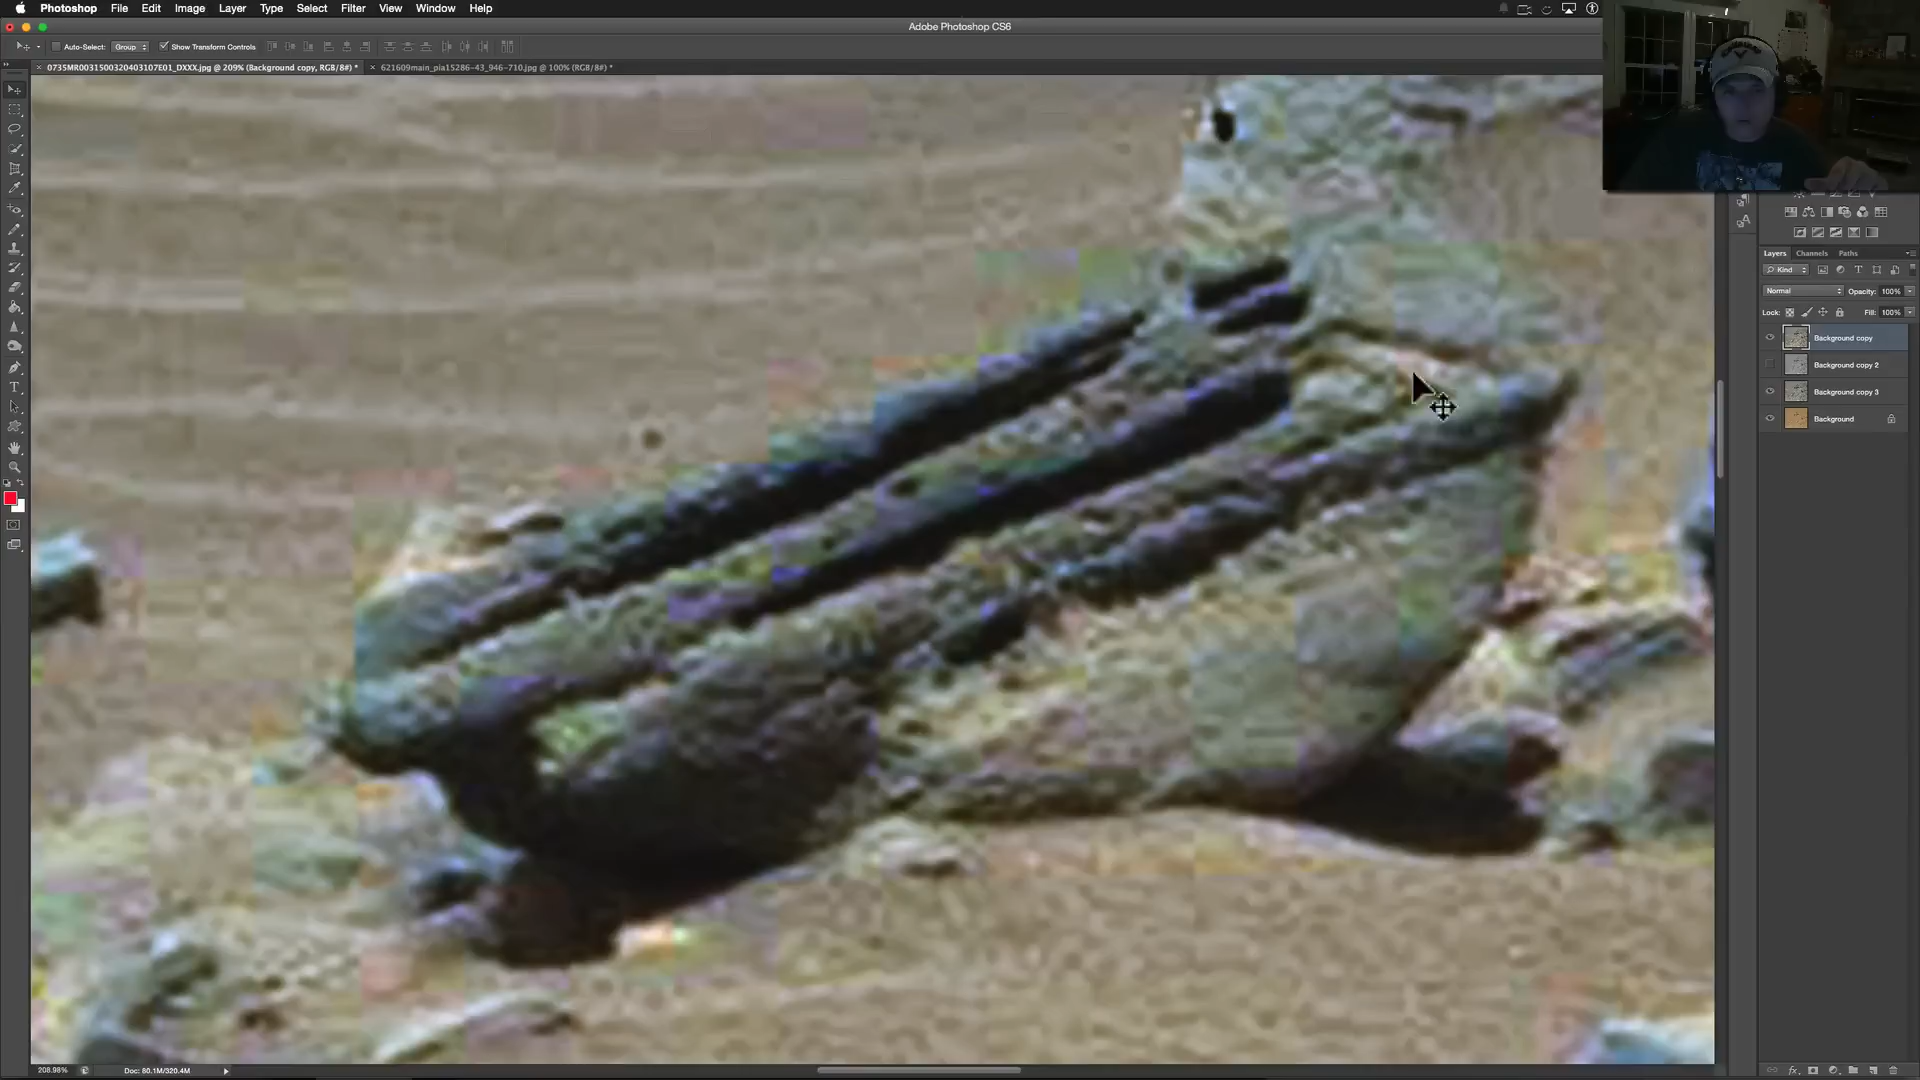 Photoshop File Edit Image Layer Type Select Filter View Window Help
Adobe Photoshop CS6
Auto-Select: Group Show Transform Controls
0735MR0031500320403107E01_DXXX.jpg @ 209% (Background copy, RGB/8#) *
621609main_pia15286-43_946-710.jpg @ 100% (RGB/8#) *
Layers Channels Paths
Kind
Normal Opacity: 100%
Lock: Fill: 100%
Background copy
Background copy 2
Background copy 3
Background
208.98% Doc: 80.1M/320.4M